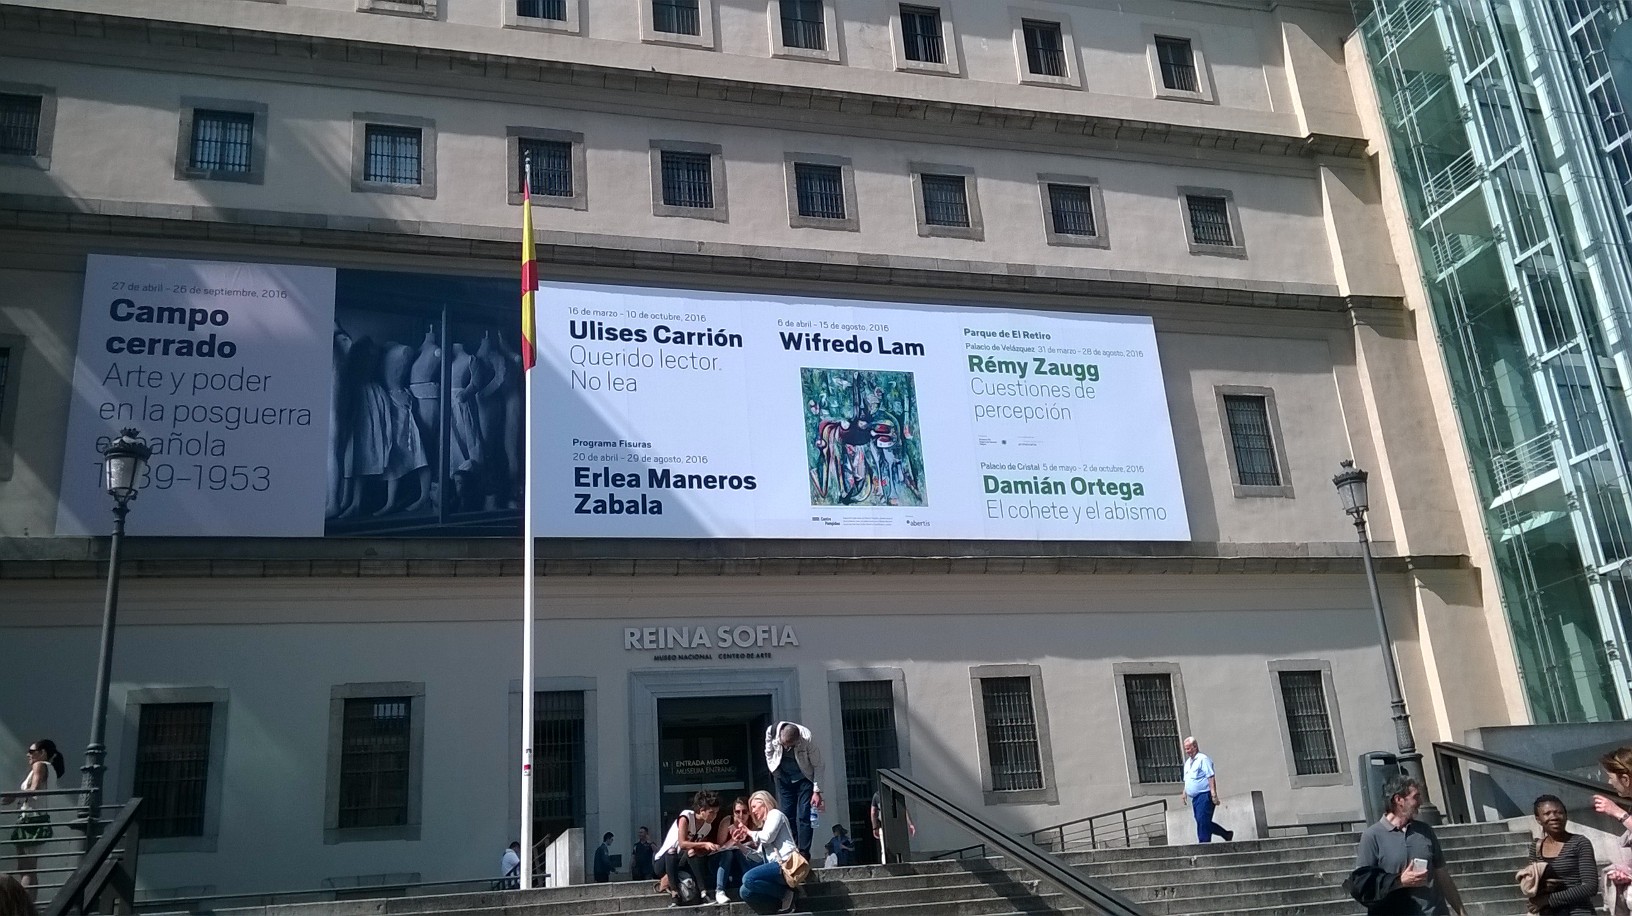 27 de abril - 26 de septiembre, 2016
Campo
cerrado
Arte y poder
en la posguerra
española
1939-1953
16 de marzo - 10 de octubre, 2016
Ulises Carrión
Querido lector.
No lea
Programa Fisuras
20 de abril - 29 de agosto, 2016
Erlea Maneros
Zabala
6 de abril - 15 de agosto, 2016
Wifredo Lam
Centre
Pompidou
abertis
Parque de El Retiro
Palacio de Velázquez 31 de marzo - 28 de agosto, 2016
Rémy Zaugg
Cuestiones de
percepción
Palacio de Cristal 5 de mayo - 2 de octubre, 2016
Damián Ortega
El cohete y el abismo
REINA SOFIA
MUSEO NACIONAL CENTRO DE ARTE
ENTRADA MUSEO
MUSEUM ENTRANCE